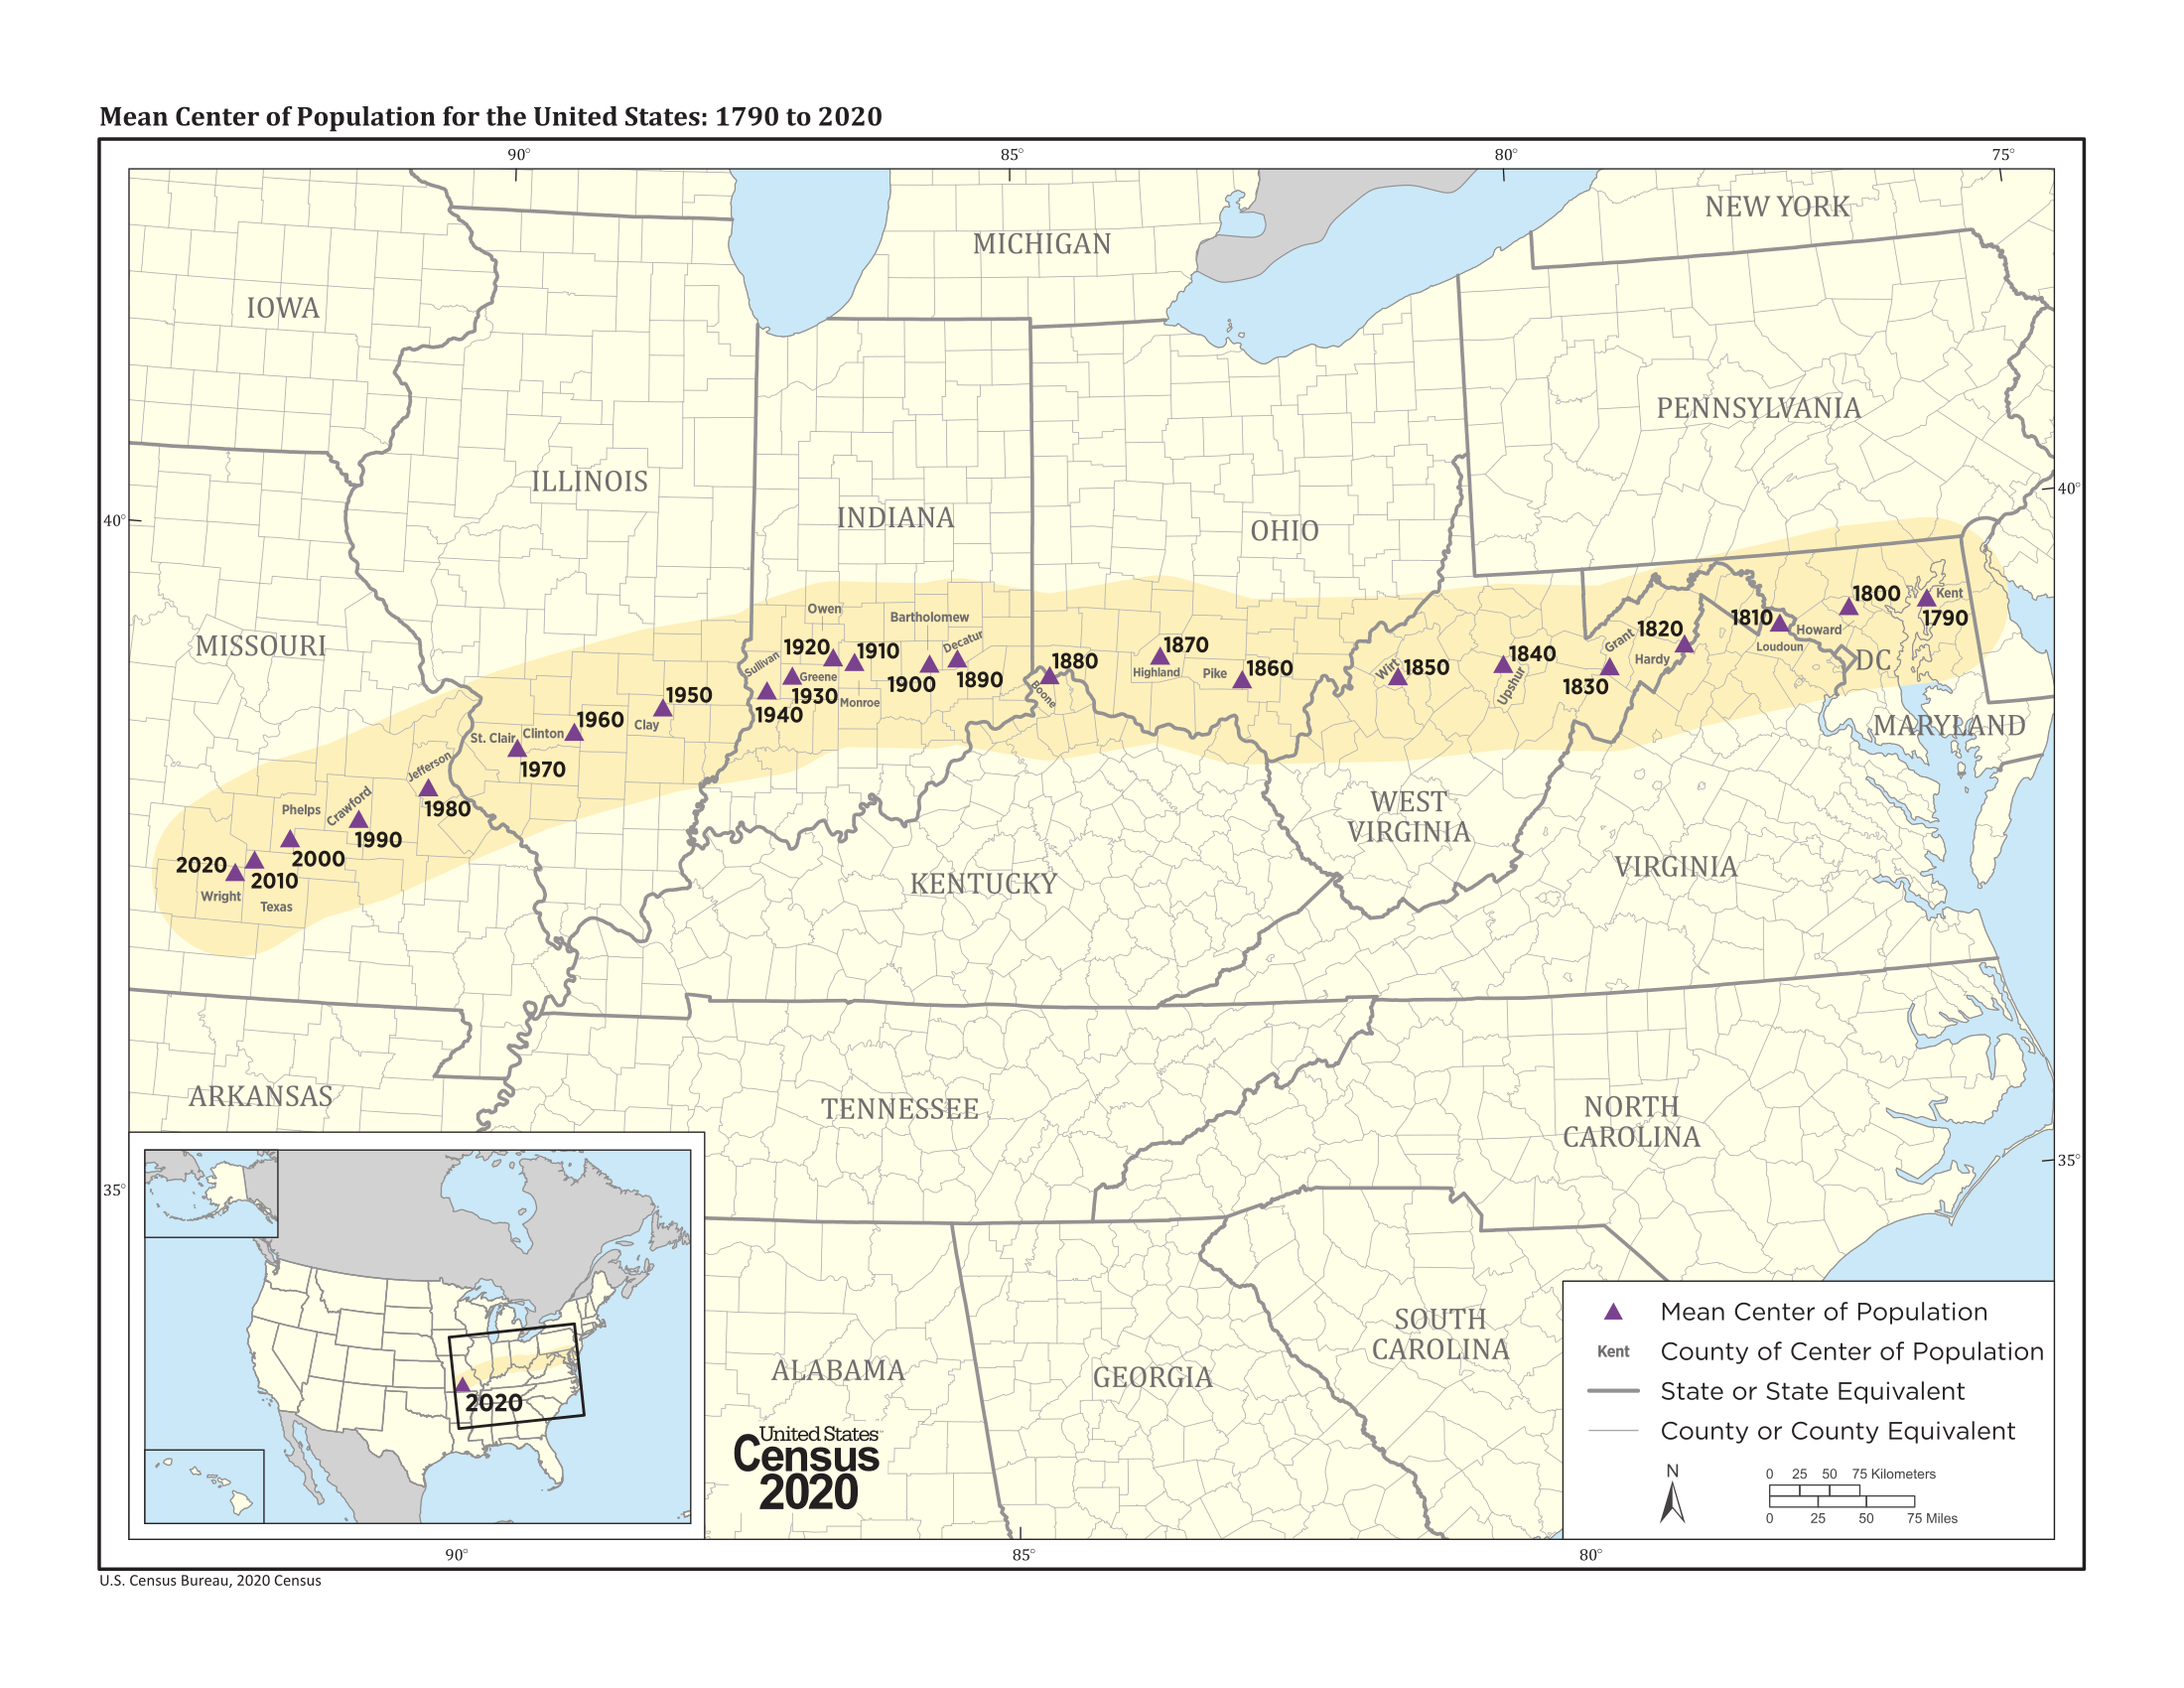 Mean Center of Population for the United States: 1790 to 2020
90° 85° 80° 75°
NEW YORK
MICHIGAN
IOWA
PENNSYLVANIA
ILLINOIS
40° 40°
INDIANA
OHIO
MISSOURI
Owen
Bartholomew
1800 Kent
1790
1810 Howard
Loudoun
DC
1820 Grant
Hardy
1830
1840
Upshur
Wirt 1850
1870
Highland Pike 1860
1880
Boone
Decatur
1890
1900
1910
1920
Monroe
Sullivan Greene
1930
1940
1950
Clay
1960
St. Clair Clinton
1970
Jefferson
1980
Phelps Crawford
1990
2000
2020
2010
Wright
Texas
MARYLAND
WEST
VIRGINIA
VIRGINIA
KENTUCKY
ARKANSAS
TENNESSEE
NORTH
CAROLINA
35° 35°
SOUTH
CAROLINA
ALABAMA
GEORGIA
2020
United States
Census
2020
Mean Center of Population
Kent County of Center of Population
State or State Equivalent
County or County Equivalent
N
0 25 50 75 Kilometers
0 25 50 75 Miles
90° 85° 80°
U.S. Census Bureau, 2020 Census